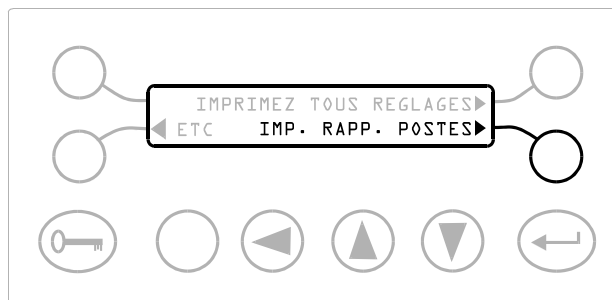 IMPRIMEZ TOUS REGLAGES
ETC IMP. RAPP. POSTES